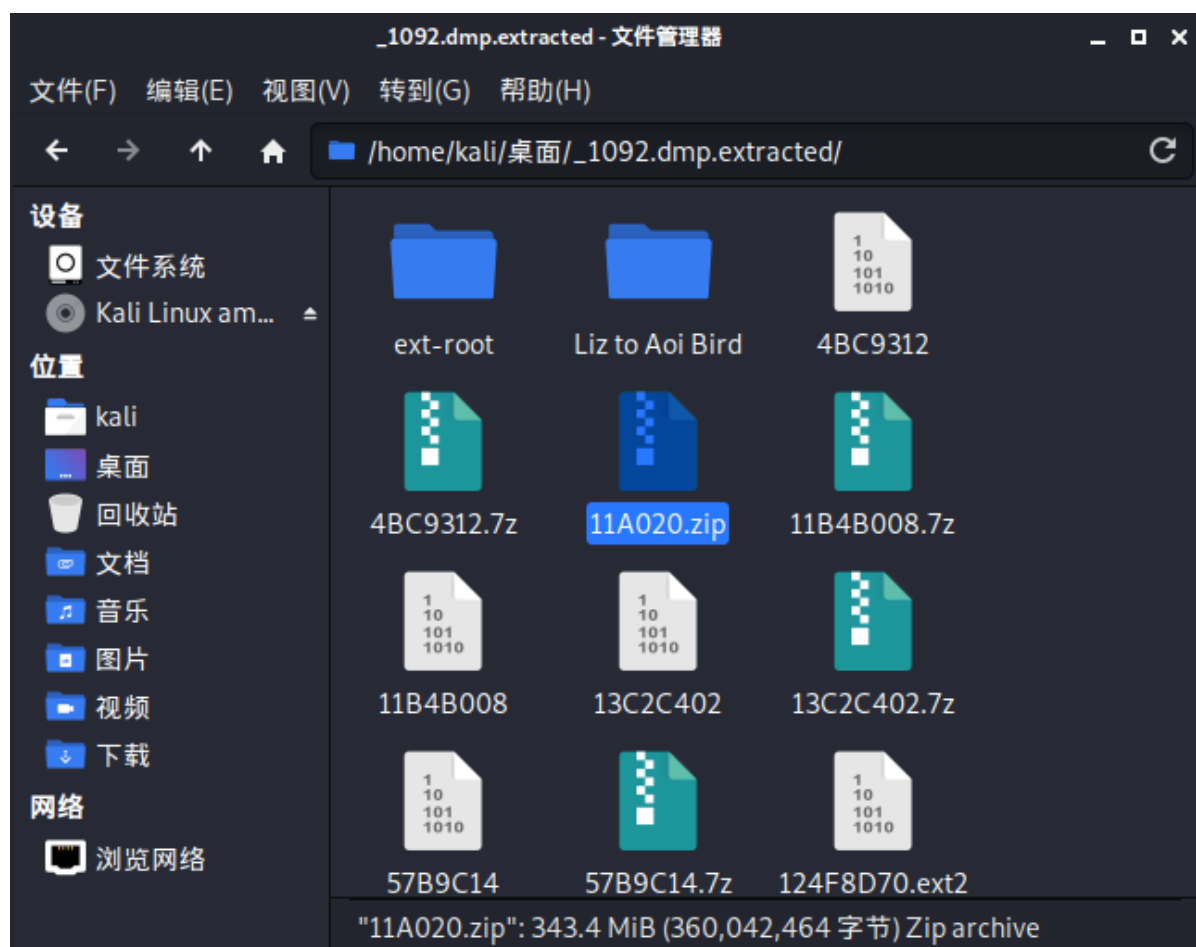 _1092.dmp.extracted - 文件管理器
文件(F) 编辑(E) 视图(V) 转到(G) 帮助(H)
/home/kali/桌面/_1092.dmp.extracted/
设备
文件系统
Kali Linux am...
位置
kali
桌面
回收站
文档
音乐
图片
视频
下载
网络
浏览网络
ext-root Liz to Aoi Bird 4BC9312
4BC9312.7z 11A020.zip 11B4B008.7z
11B4B008 13C2C402 13C2C402.7z
57B9C14 57B9C14.7z 124F8D70.ext2
"11A020.zip": 343.4 MiB (360,042,464 字节) Zip archive